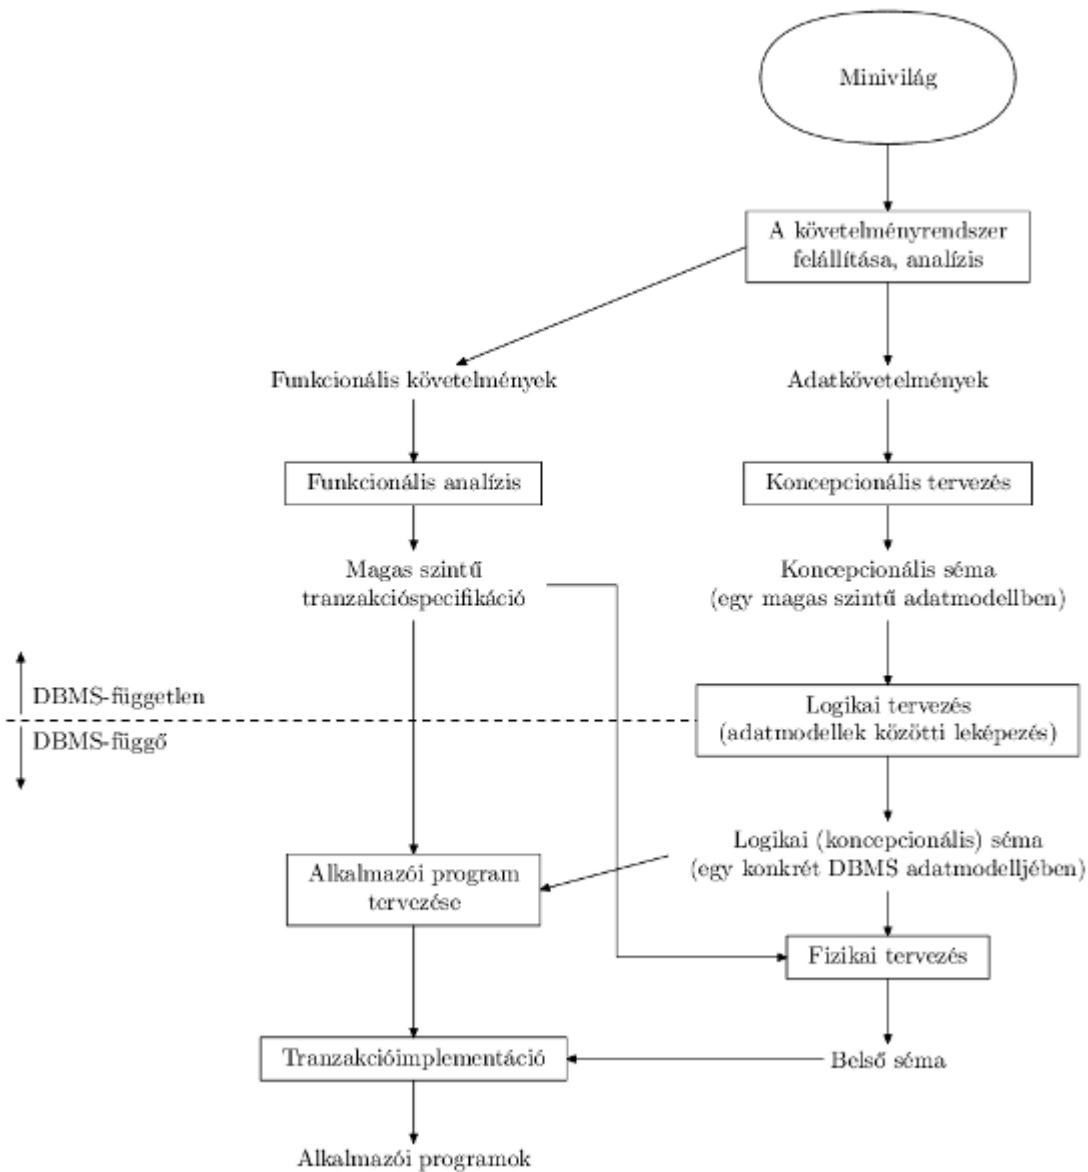 Minivilág
A követelményrendszer
felállítása, analízis
Funkcionális követelmények
Adatkövetelmények
Funkcionális analízis
Koncepcionális tervezés
Magas szintű
tranzakcióspecifikáció
Koncepcionális séma
(egy magas szintű adatmodellben)
DBMS-független
DBMS-függő
Logikai tervezés
(adatmodellek közötti leképezés)
Logikai (koncepcionális) séma
(egy konkrét DBMS adatmodelljében)
Alkalmazói program
tervezése
Fizikai tervezés
Tranzakcióimplementáció
Belső séma
Alkalmazói programok